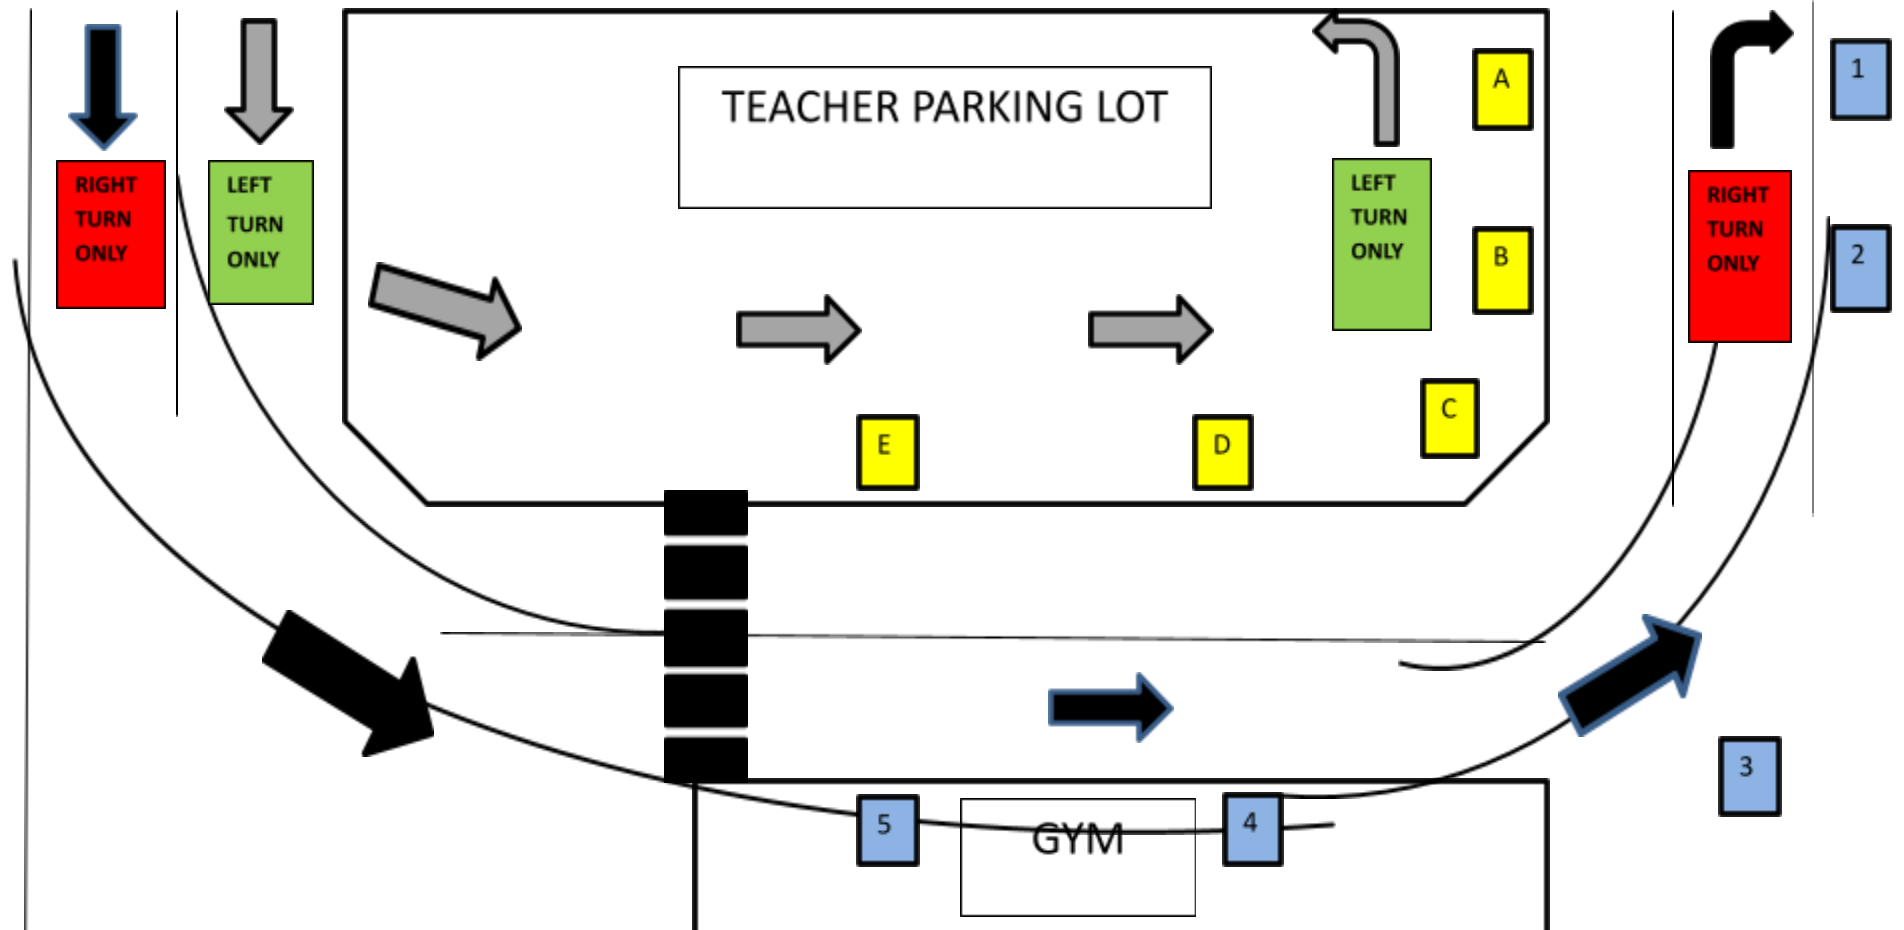 TEACHER PARKING LOT
RIGHT
TURN
ONLY
LEFT
TURN
ONLY
LEFT
TURN
ONLY
RIGHT
TURN
ONLY
A
B
C
D
E
1
2
3
4
5
GYM